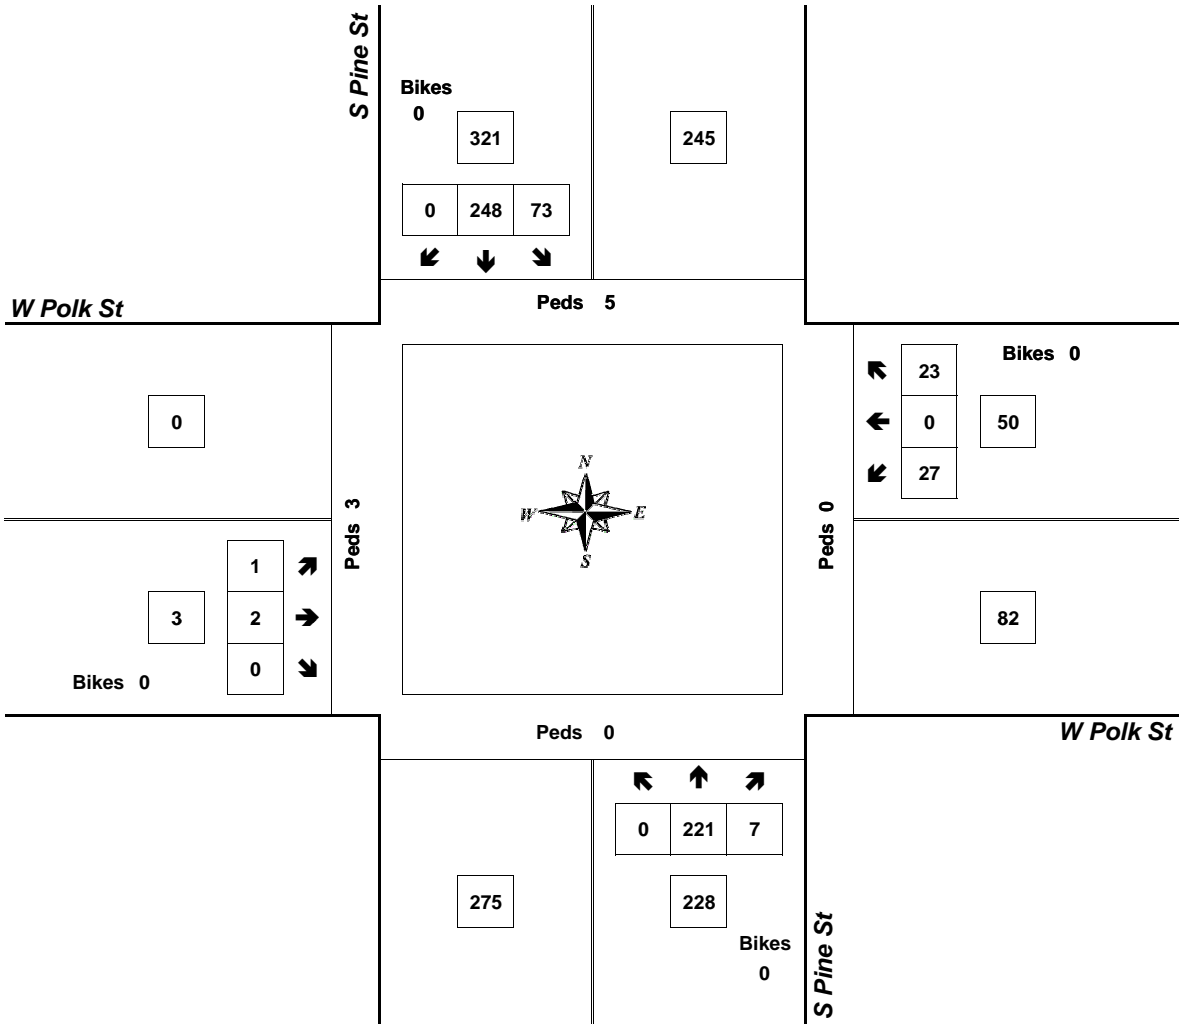 S Pine St
Bikes
0
321
245
0 248 73
Peds 5
W Polk St
Bikes 0
23
0
0
50
27
N
W E
S
Peds 3
Peds 0
1
3
2
82
0
Bikes 0
Peds 0
W Polk St
0 221 7
275
228
Bikes
0
S Pine St